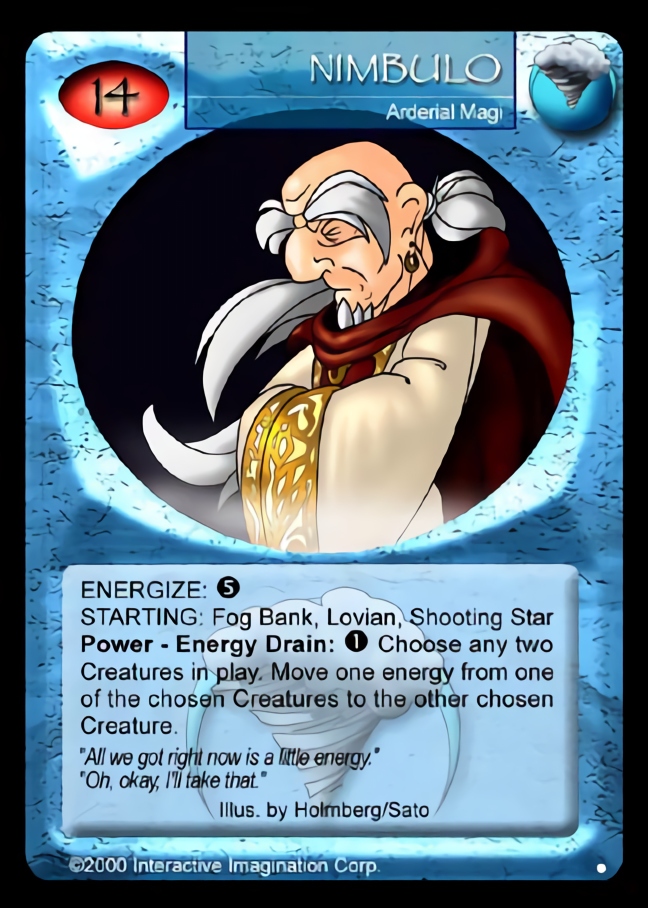 14
NIMBULO
Arderial Magi
ENERGIZE: ❺
STARTING: Fog Bank, Lovian, Shooting Star
Power - Energy Drain: ❶ Choose any two
Creatures in play. Move one energy from one
of the chosen Creatures to the other chosen
Creature.
"All we got right now is a little energy."
"Oh, okay, I'll take that."
Illus. by Holmberg/Sato
©2000 Interactive Imagination Corp.